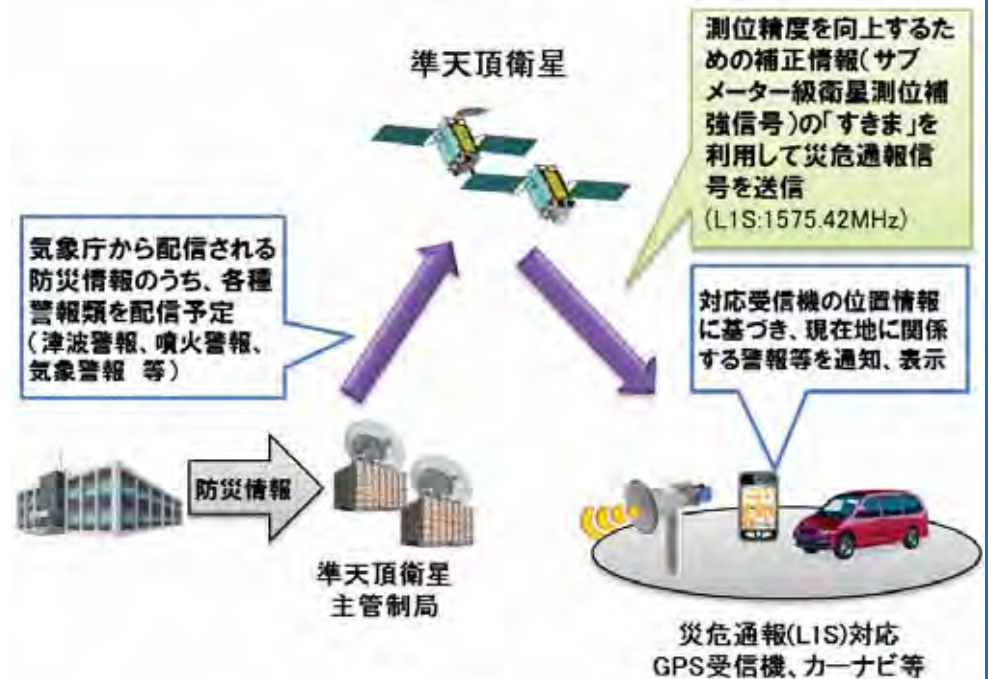 準天頂衛星
測位精度を向上するた
めの補正情報(サブ
メーター級衛星測位補
強信号)の「すきま」を
利用して災危通報信
号を送信
(L1S:1575.42MHz)
気象庁から配信される
防災情報のうち、各種
警報類を配信予定
(津波警報、噴火警報、
気象警報 等)
対応受信機の位置情報
に基づき、現在地に関係
する警報等を通知、表示
防災情報
準天頂衛星
主管制局
災危通報(L1S)対応
GPS受信機、カーナビ等